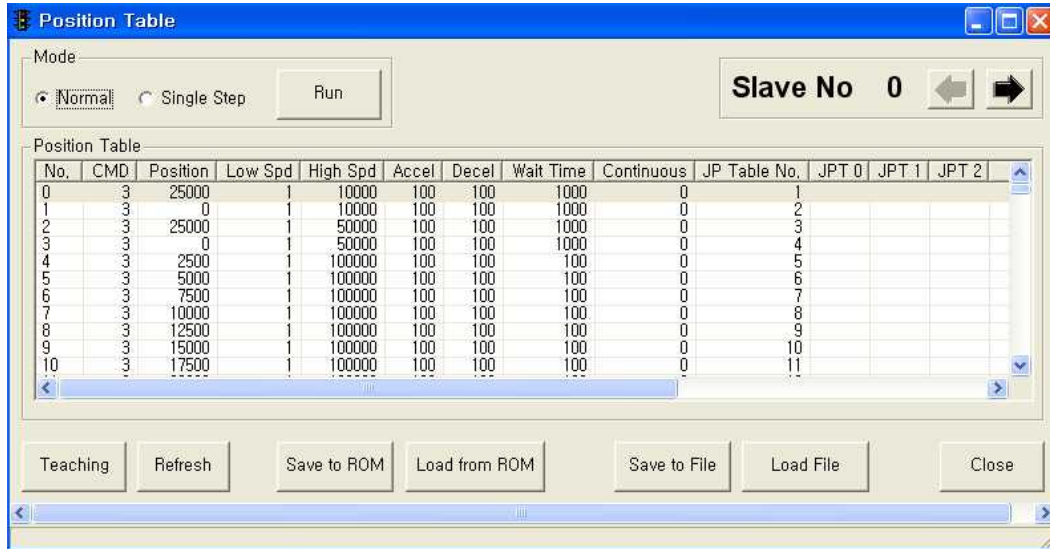 Position Table
Mode
Normal Single Step Run
Slave No 0
Position Table
No. CMD Position Low Spd High Spd Accel Decel Wait Time Continuous JP Table No. JPT 0 JPT 1 JPT 2
0 3 25000 1 10000 100 100 1000 0 1
1 3 0 1 10000 100 100 1000 0 2
2 3 25000 1 50000 100 100 1000 0 3
3 3 0 1 50000 100 100 1000 0 4
4 3 2500 1 100000 100 100 100 0 5
5 3 5000 1 100000 100 100 100 0 6
6 3 7500 1 100000 100 100 100 0 7
7 3 10000 1 100000 100 100 100 0 8
8 3 12500 1 100000 100 100 100 0 9
9 3 15000 1 100000 100 100 100 0 10
10 3 17500 1 100000 100 100 100 0 11
Teaching Refresh Save to ROM Load from ROM Save to File Load File Close